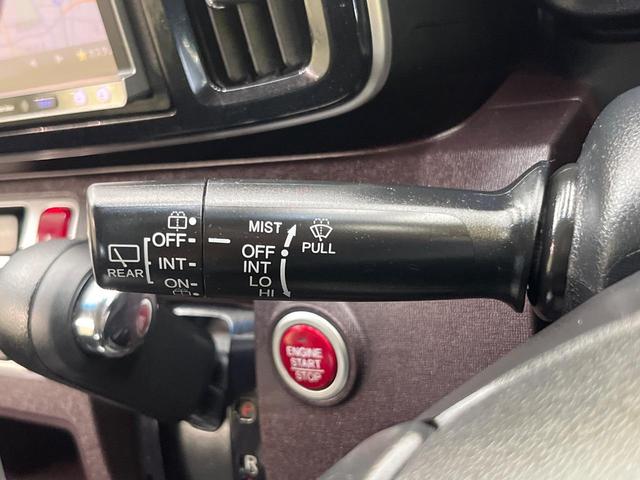 MIST
OFF
PULL
OFF
INT
INT
LO
REAR
ON
HI
ENGINE
START
STOP
R